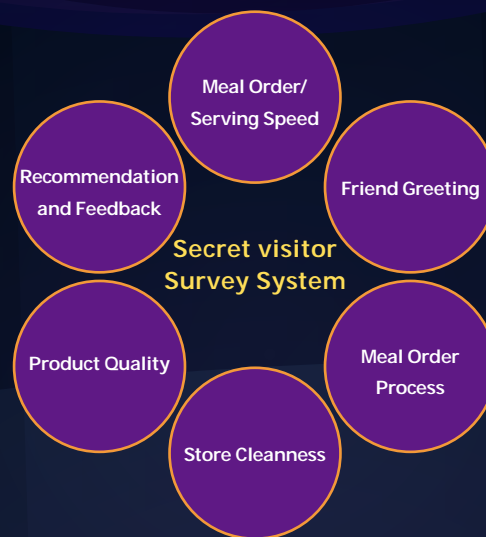 Meal Order/
Serving Speed
Friend Greeting
Meal Order
Process
Store Cleanness
Product Quality
Recommendation
and Feedback
Secret visitor
Survey System